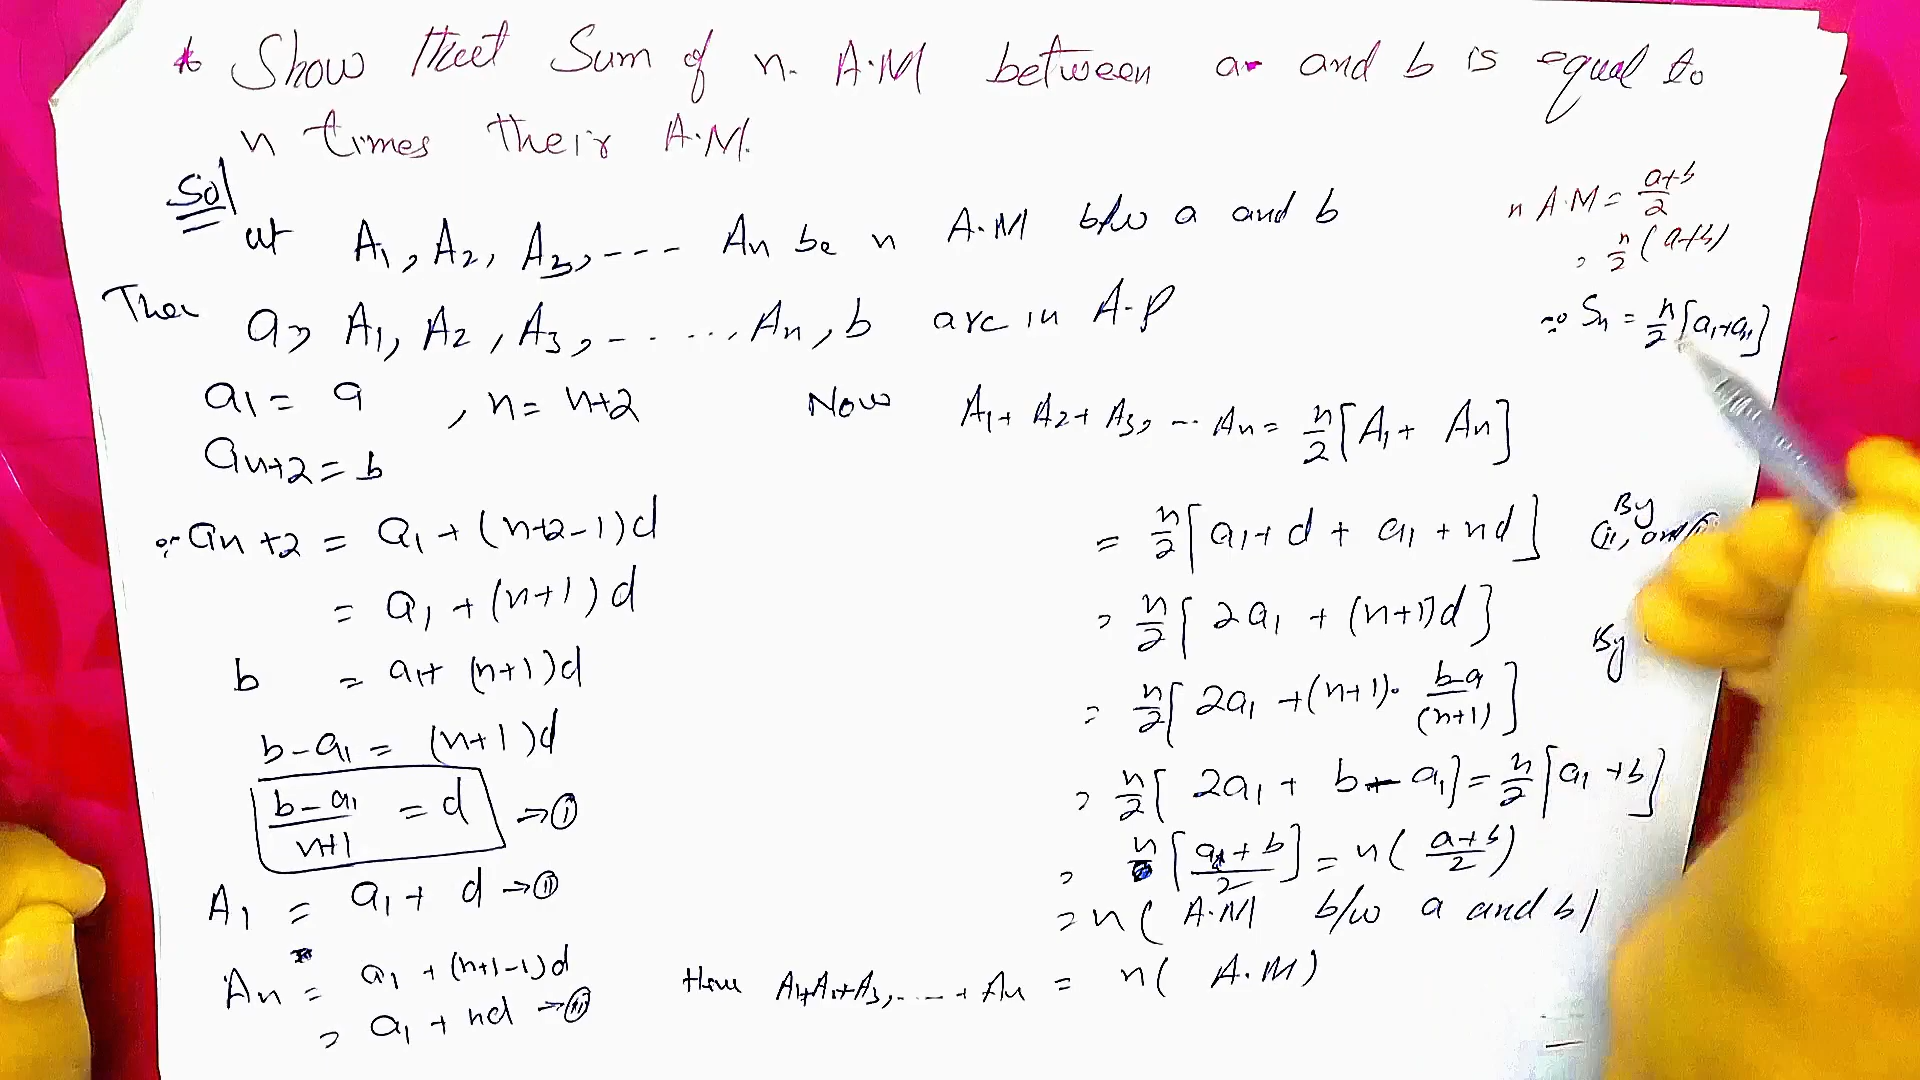 * Show that Sum of n. A.M between a and b is equal to
n times their A.M.
Sol
let A1, A2, A3, --- An be n A.M b/w a and b
Then a, A1, A2, A3, - . . ... An, b are in A.P
a1 = a , n = n+2
an+2 = b
∵ an+2 = a1 + (n+2-1)d
= a1 + (n+1)d
b = a1+ (n+1)d
b-a1 = (n+1)d
b-a1/n+1 = d → (i)
A1 = a1 + d → (ii)
An = a1 + (n+1-1)d
= a1 + nd → (iii)
n A.M = a+b/2
= n/2 (a+b)
∵ Sn = n/2 [a1+an]
Now A1+ A2+ A3, -- An = n/2 [A1 + An]
= n/2 [a1+ d + a1 + nd] By
= n/2 [2a1 + (n+1)d] By
= n/2 [2a1 + (n+1). b-a/(n+1)]
= n/2 [2a1 + b - a1] = n/2 [a1 + b]
= n [a1 + b/2] = n (a+b/2)
= n ( A.M b/w a and b)
A1+A2+A3, --- + An = n( A.M)